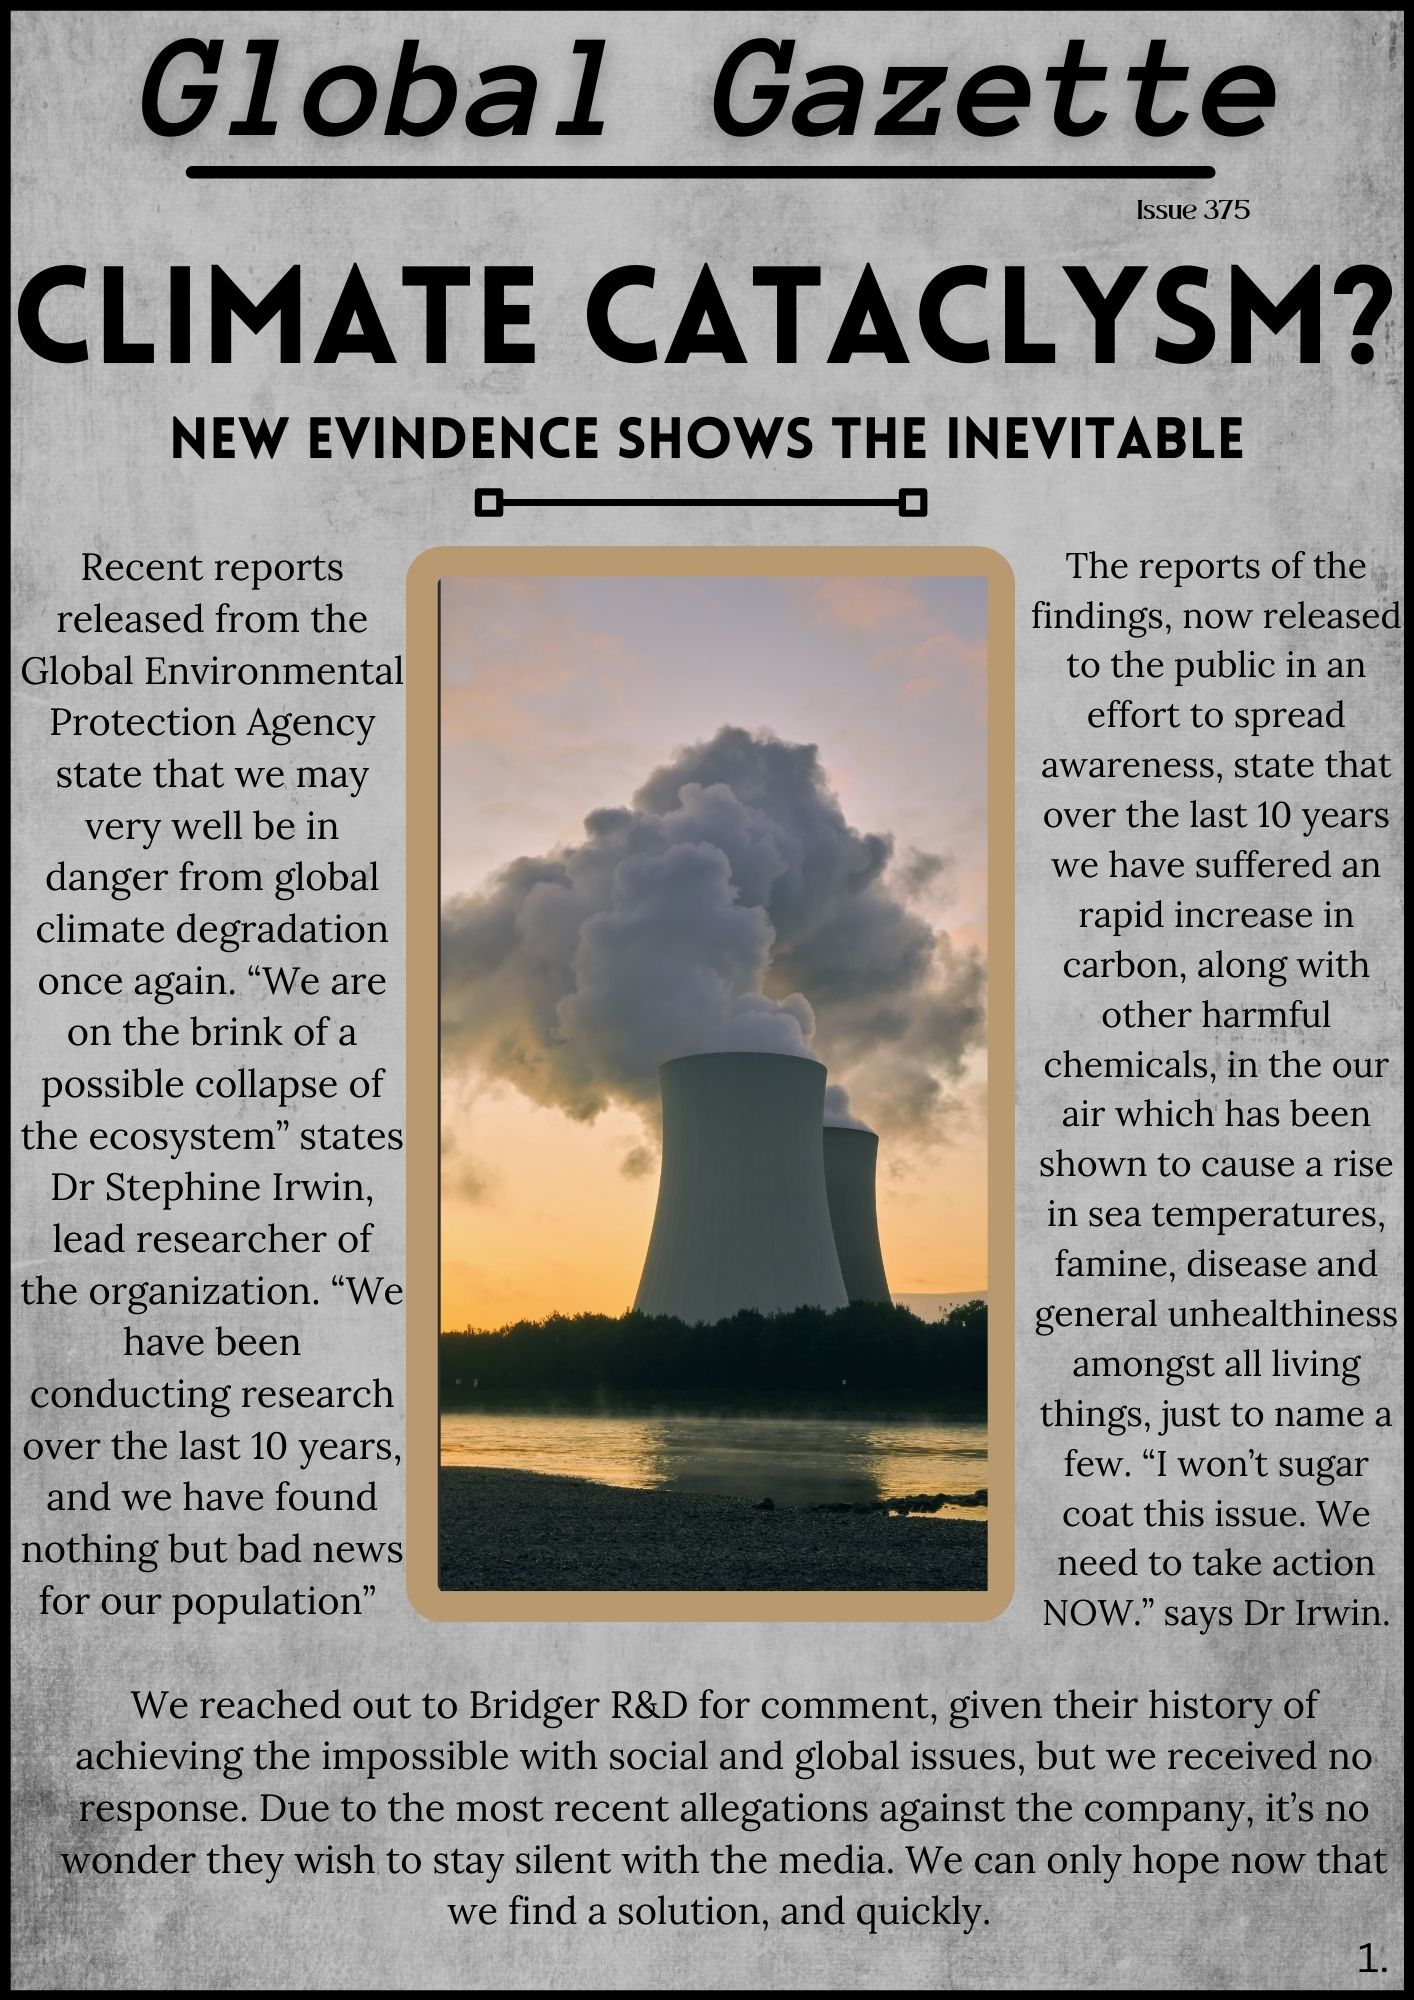 Global Gazette
Issue 375
CLIMATE CATACLYSM?
NEW EVINDENCE SHOWS THE INEVITABLE
Recent reports
released from the
Global Environmental
Protection Agency
state that we may
very well be in
danger from global
climate degradation
once again. “We are
on the brink of a
possible collapse of
the ecosystem” states
Dr Stephine Irwin,
lead researcher of
the organization. “We
have been
conducting research
over the last 10 years,
and we have found
nothing but bad news
for our population”
The reports of the
findings, now released
to the public in an
effort to spread
awareness, state that
over the last 10 years
we have suffered an
rapid increase in
carbon, along with
other harmful
chemicals, in the our
air which has been
shown to cause a rise
in sea temperatures,
famine, disease and
general unhealthiness
amongst all living
things, just to name a
few. “I won’t sugar
coat this issue. We
need to take action
NOW.” says Dr Irwin.
We reached out to Bridger R&D for comment, given their history of
achieving the impossible with social and global issues, but we received no
response. Due to the most recent allegations against the company, it’s no
wonder they wish to stay silent with the media. We can only hope now that
we find a solution, and quickly.
1.